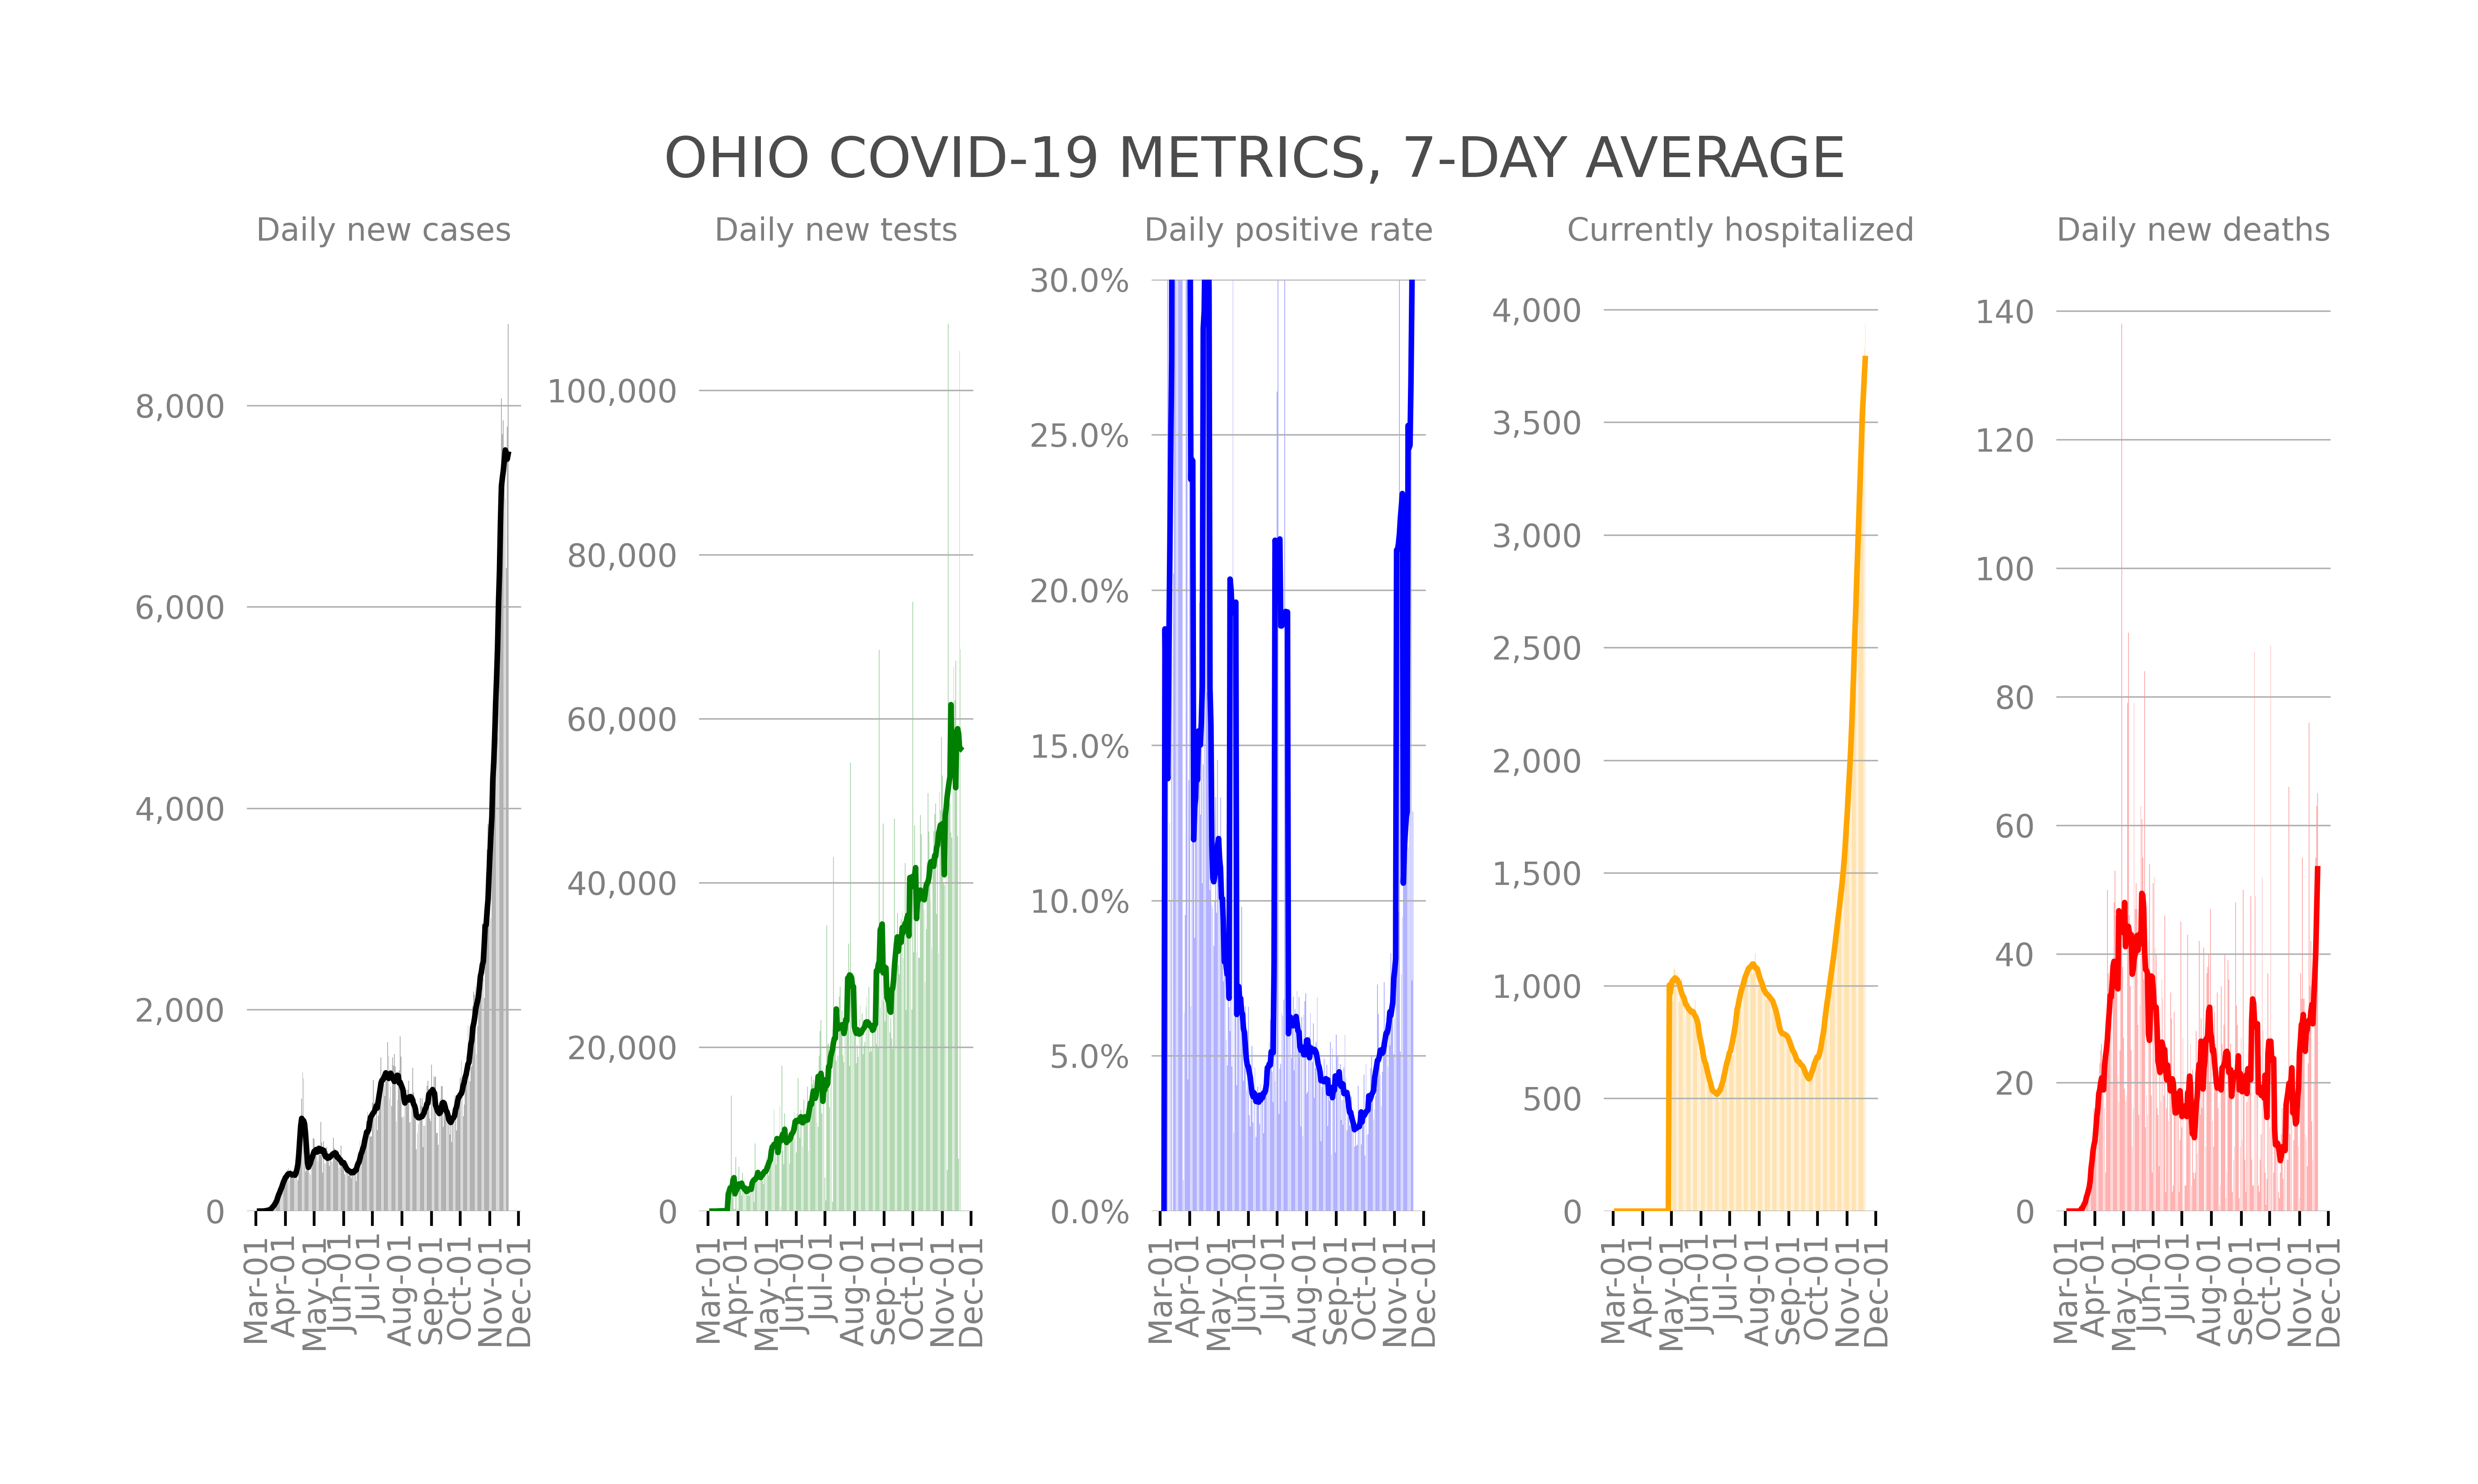 OHIO COVID-19 METRICS, 7-DAY AVERAGE
Daily new cases
8,000
6,000
4,000
2,000
0
Mar-01
Apr-01
May-01
Jun-01
Jul-01
Aug-01
Sep-01
Oct-01
Nov-01
Dec-01
Daily new tests
100,000
80,000
60,000
40,000
20,000
0
Mar-01
Apr-01
May-01
Jun-01
Jul-01
Aug-01
Sep-01
Oct-01
Nov-01
Dec-01
Daily positive rate
30.0%
25.0%
20.0%
15.0%
10.0%
5.0%
0.0%
Mar-01
Apr-01
May-01
Jun-01
Jul-01
Aug-01
Sep-01
Oct-01
Nov-01
Dec-01
Currently hospitalized
4,000
3,500
3,000
2,500
2,000
1,500
1,000
500
0
Mar-01
Apr-01
May-01
Jun-01
Jul-01
Aug-01
Sep-01
Oct-01
Nov-01
Dec-01
Daily new deaths
140
120
100
80
60
40
20
0
Mar-01
Apr-01
May-01
Jun-01
Jul-01
Aug-01
Sep-01
Oct-01
Nov-01
Dec-01